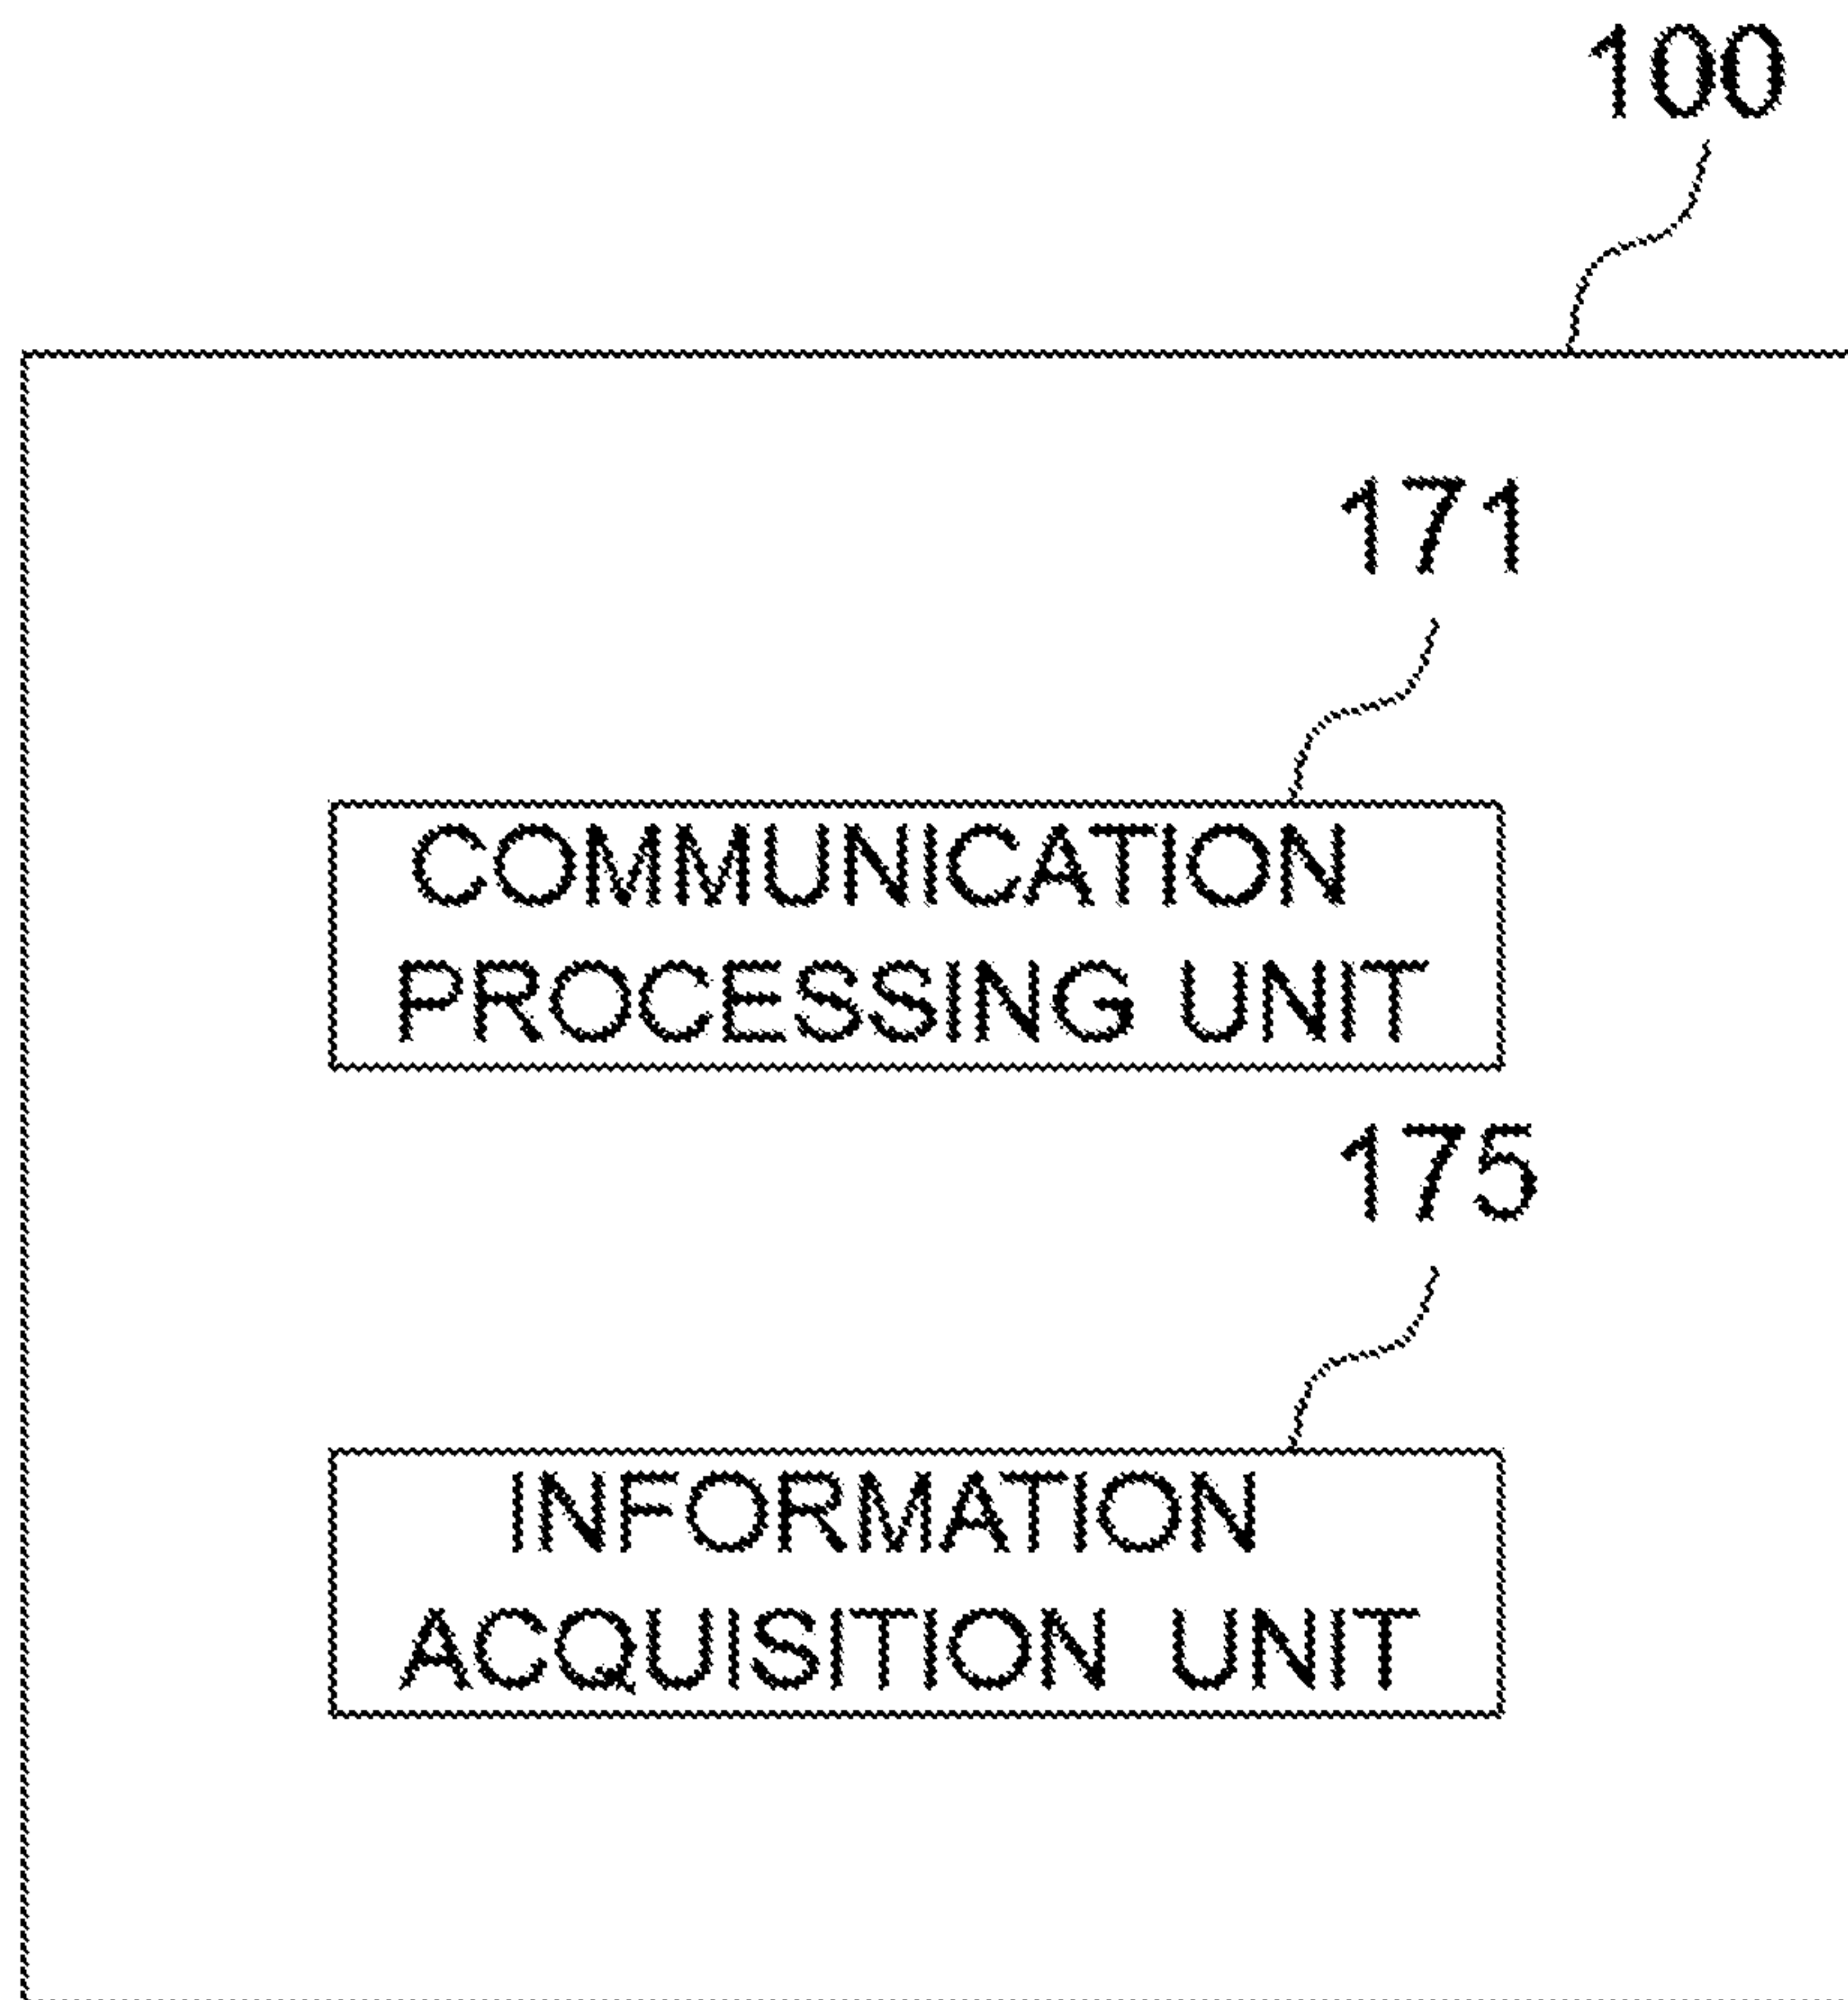 100
171
COMMUNICATION
PROCESSING UNIT
175
INFORMATION
ACQUISITION UNIT